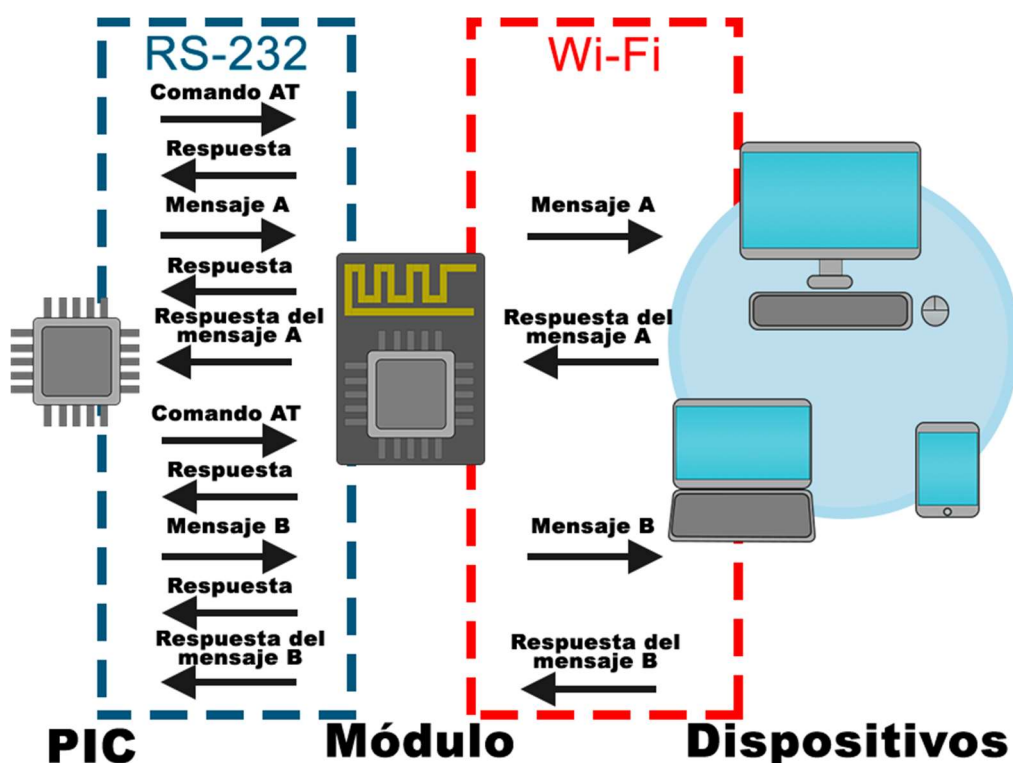 RS-232
Wi-Fi
Comando AT
Respuesta
Mensaje A
Mensaje A
Respuesta
Respuesta del
mensaje A
Respuesta del
mensaje A
Comando AT
Respuesta
Mensaje B
Mensaje B
Respuesta
Respuesta del
mensaje B
Respuesta del
mensaje B
PIC
Módulo
Dispositivos